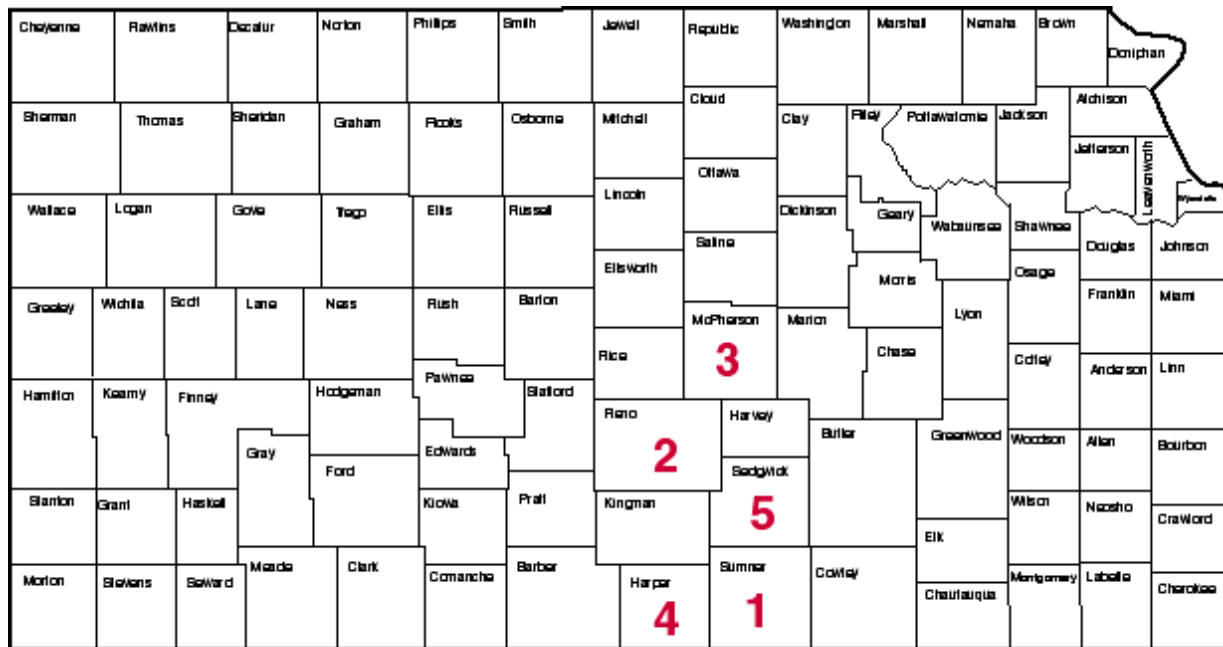 Cheyenne Rawlins Decatur Norton Phillips Smith Jewell Republic Washington Marshall Nemaha Brown
Doniphan
Cloud Atchison
Sherman Thomas Sheridan Graham Rooks Osborne Mitchell Clay Riley Pottawatomie Jackson
Jefferson
Leavenworth
Ottawa
Lincoln
Wyandotte
Wallace Logan Gove Trego Ellis Russell Dickinson Geary Wabaunsee Shawnee
Saline Douglas Johnson
Ellsworth Osage
Morris
Greeley Wichita Scott Lane Ness Rush Barton Franklin Miami
McPherson Marion Lyon
3
Rice Chase Coffey
Anderson Linn
Pawnee
Hamilton Kearny Finney Hodgeman Stafford
Reno Harvey
2
Butler Greenwood Woodson Allen Bourbon
Gray Edwards
Ford Sedgwick
5
Stanton Grant Haskell Kiowa Pratt Kingman Wilson Neosho
Crawford
Elk
Meade Clark Comanche Barber Sumner
1
Cowley
Morton Stevens Seward Harper
4
Montgomery Labette Cherokee
Chautauqua